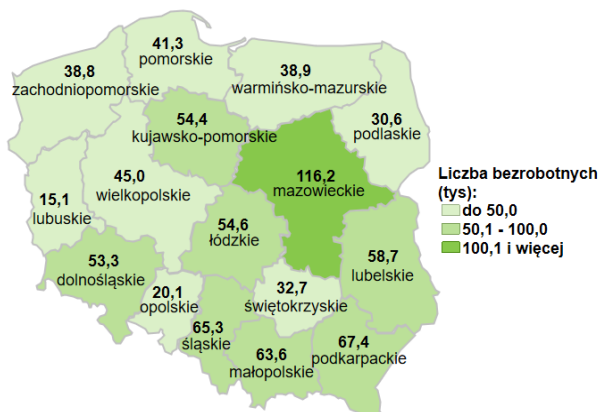 41,3
pomorskie
38,8
zachodniopomorskie
38,9
warmińsko-mazurskie
30,6
podlaskie
54,4
kujawsko-pomorskie
116,2
mazowieckie
45,0
wielkopolskie
15,1
lubuskie
54,6
łódzkie
58,7
lubelskie
53,3
dolnośląskie
20,1
opolskie
32,7
świętokrzyskie
65,3
śląskie
63,6
małopolskie
67,4
podkarpackie
Liczba bezrobotnych
(tys):
do 50,0
50,1 - 100,0
100,1 i więcej